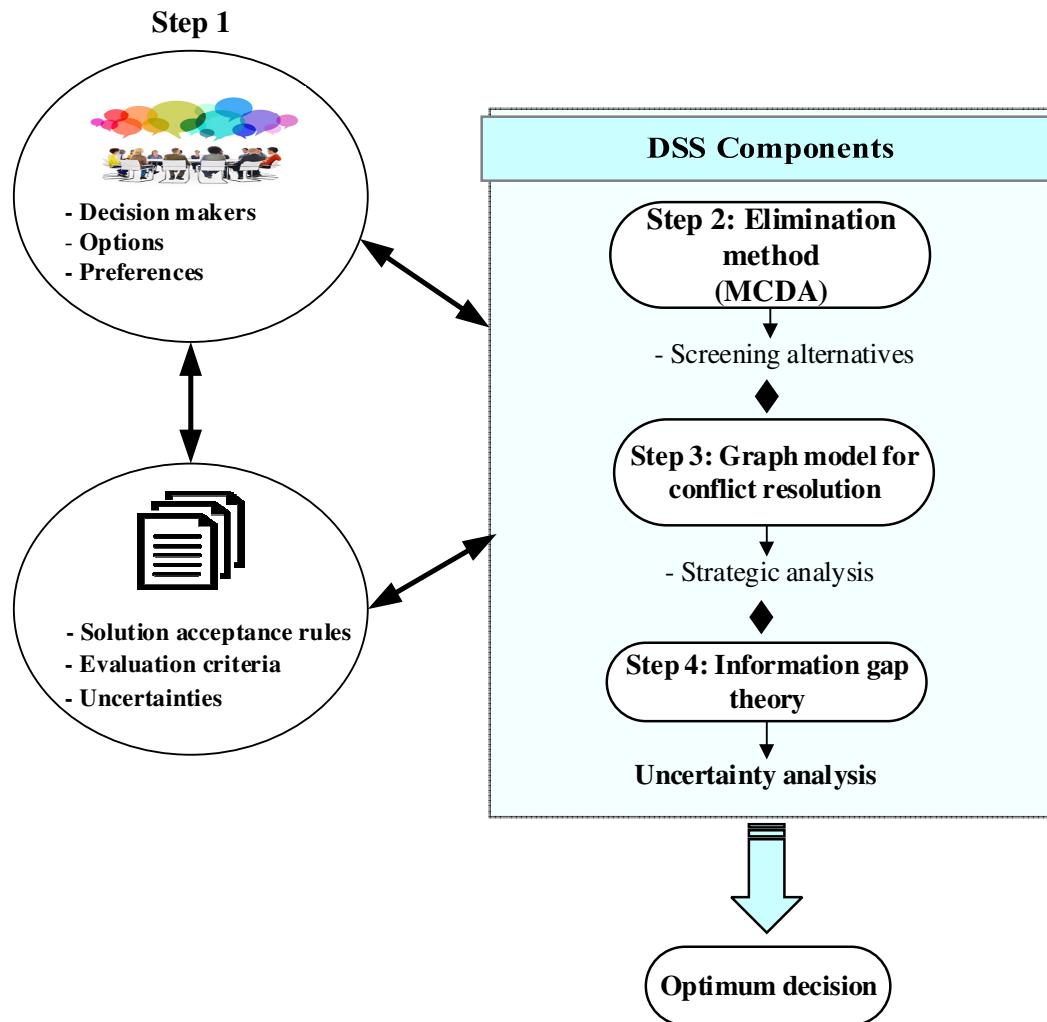 Step 1
- Decision makers
- Options
- Preferences
- Solution acceptance rules
- Evaluation criteria
- Uncertainties
DSS Components
Step 2: Elimination
method
(MCDA)
- Screening alternatives
Step 3: Graph model for
conflict resolution
- Strategic analysis
Step 4: Information gap
theory
Uncertainty analysis
Optimum decision